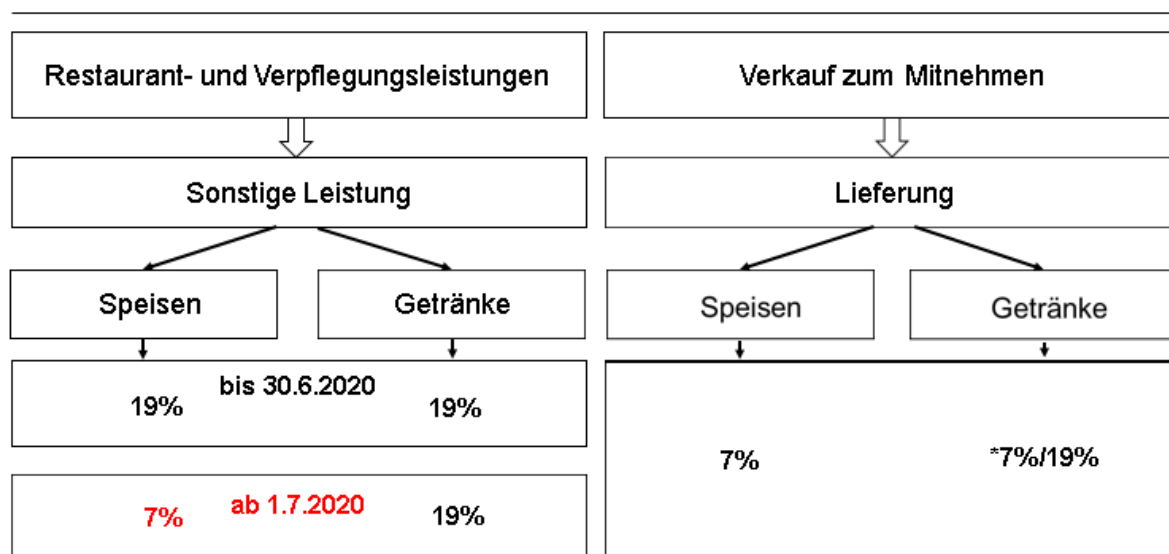 Restaurant- und Verpflegungsleistungen
Sonstige Leistung
Speisen
Getränke
bis 30.6.2020
19%
19%
ab 1.7.2020
7%
19%
Verkauf zum Mitnehmen
Lieferung
Speisen
Getränke
7%
*7%/19%